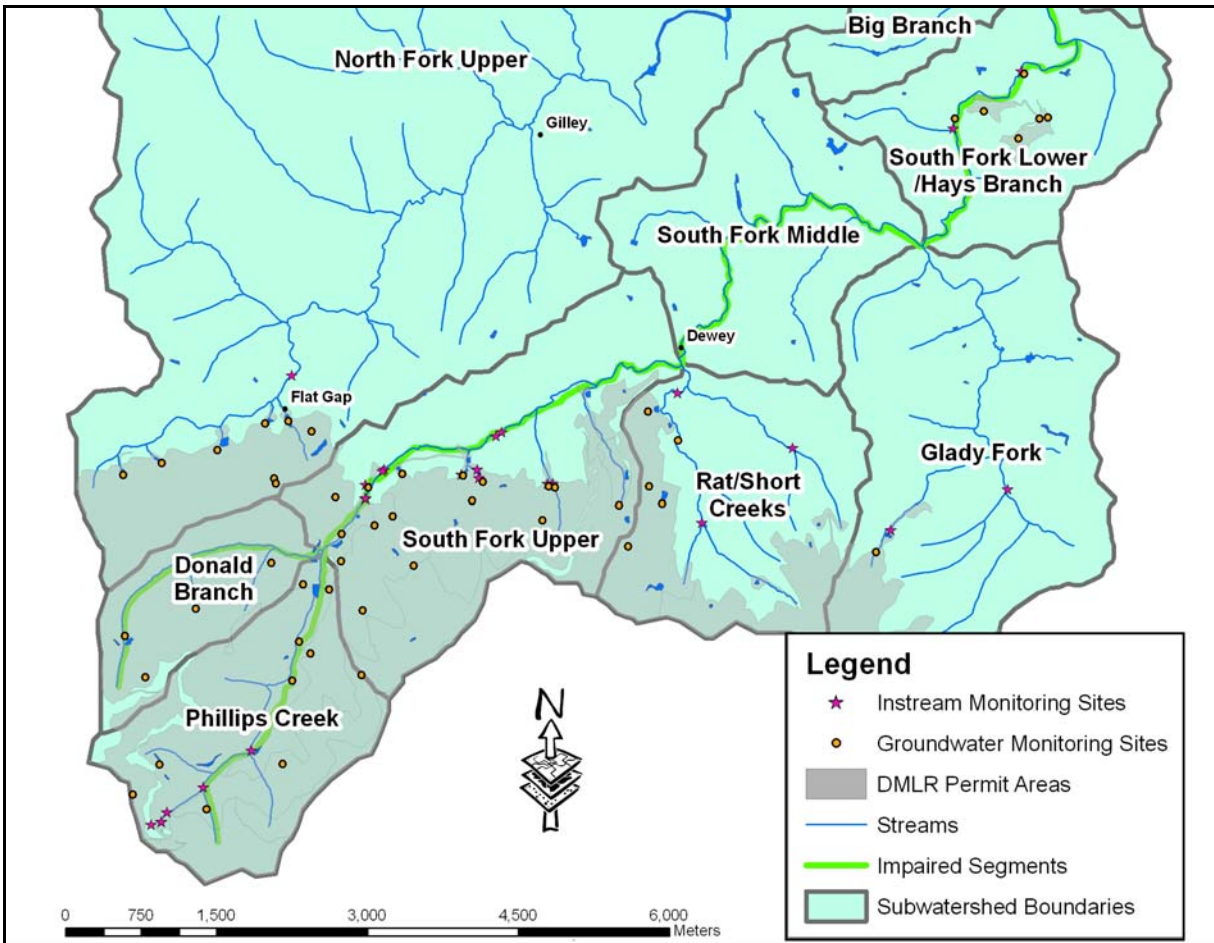 Big Branch
North Fork Upper
Gilley
South Fork Lower
/Hays Branch
South Fork Middle
Dewey
Flat Gap
Glady Fork
Rat/Short
Creeks
South Fork Upper
Donald
Branch
Phillips Creek
N
Legend
Instream Monitoring Sites
Groundwater Monitoring Sites
DMLR Permit Areas
Streams
Impaired Segments
Subwatershed Boundaries
0 750 1,500 3,000 4,500 6,000
Meters